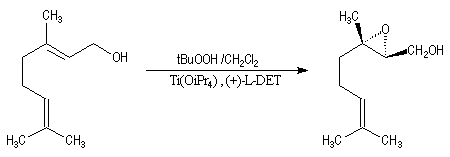 CH₃
OH
H₃C
CH₃
tBuOOH /CH₂Cl₂
Ti(OiPr₄) , (+)-L-DET
H₃C
O
CH₂OH
H₃C
CH₃